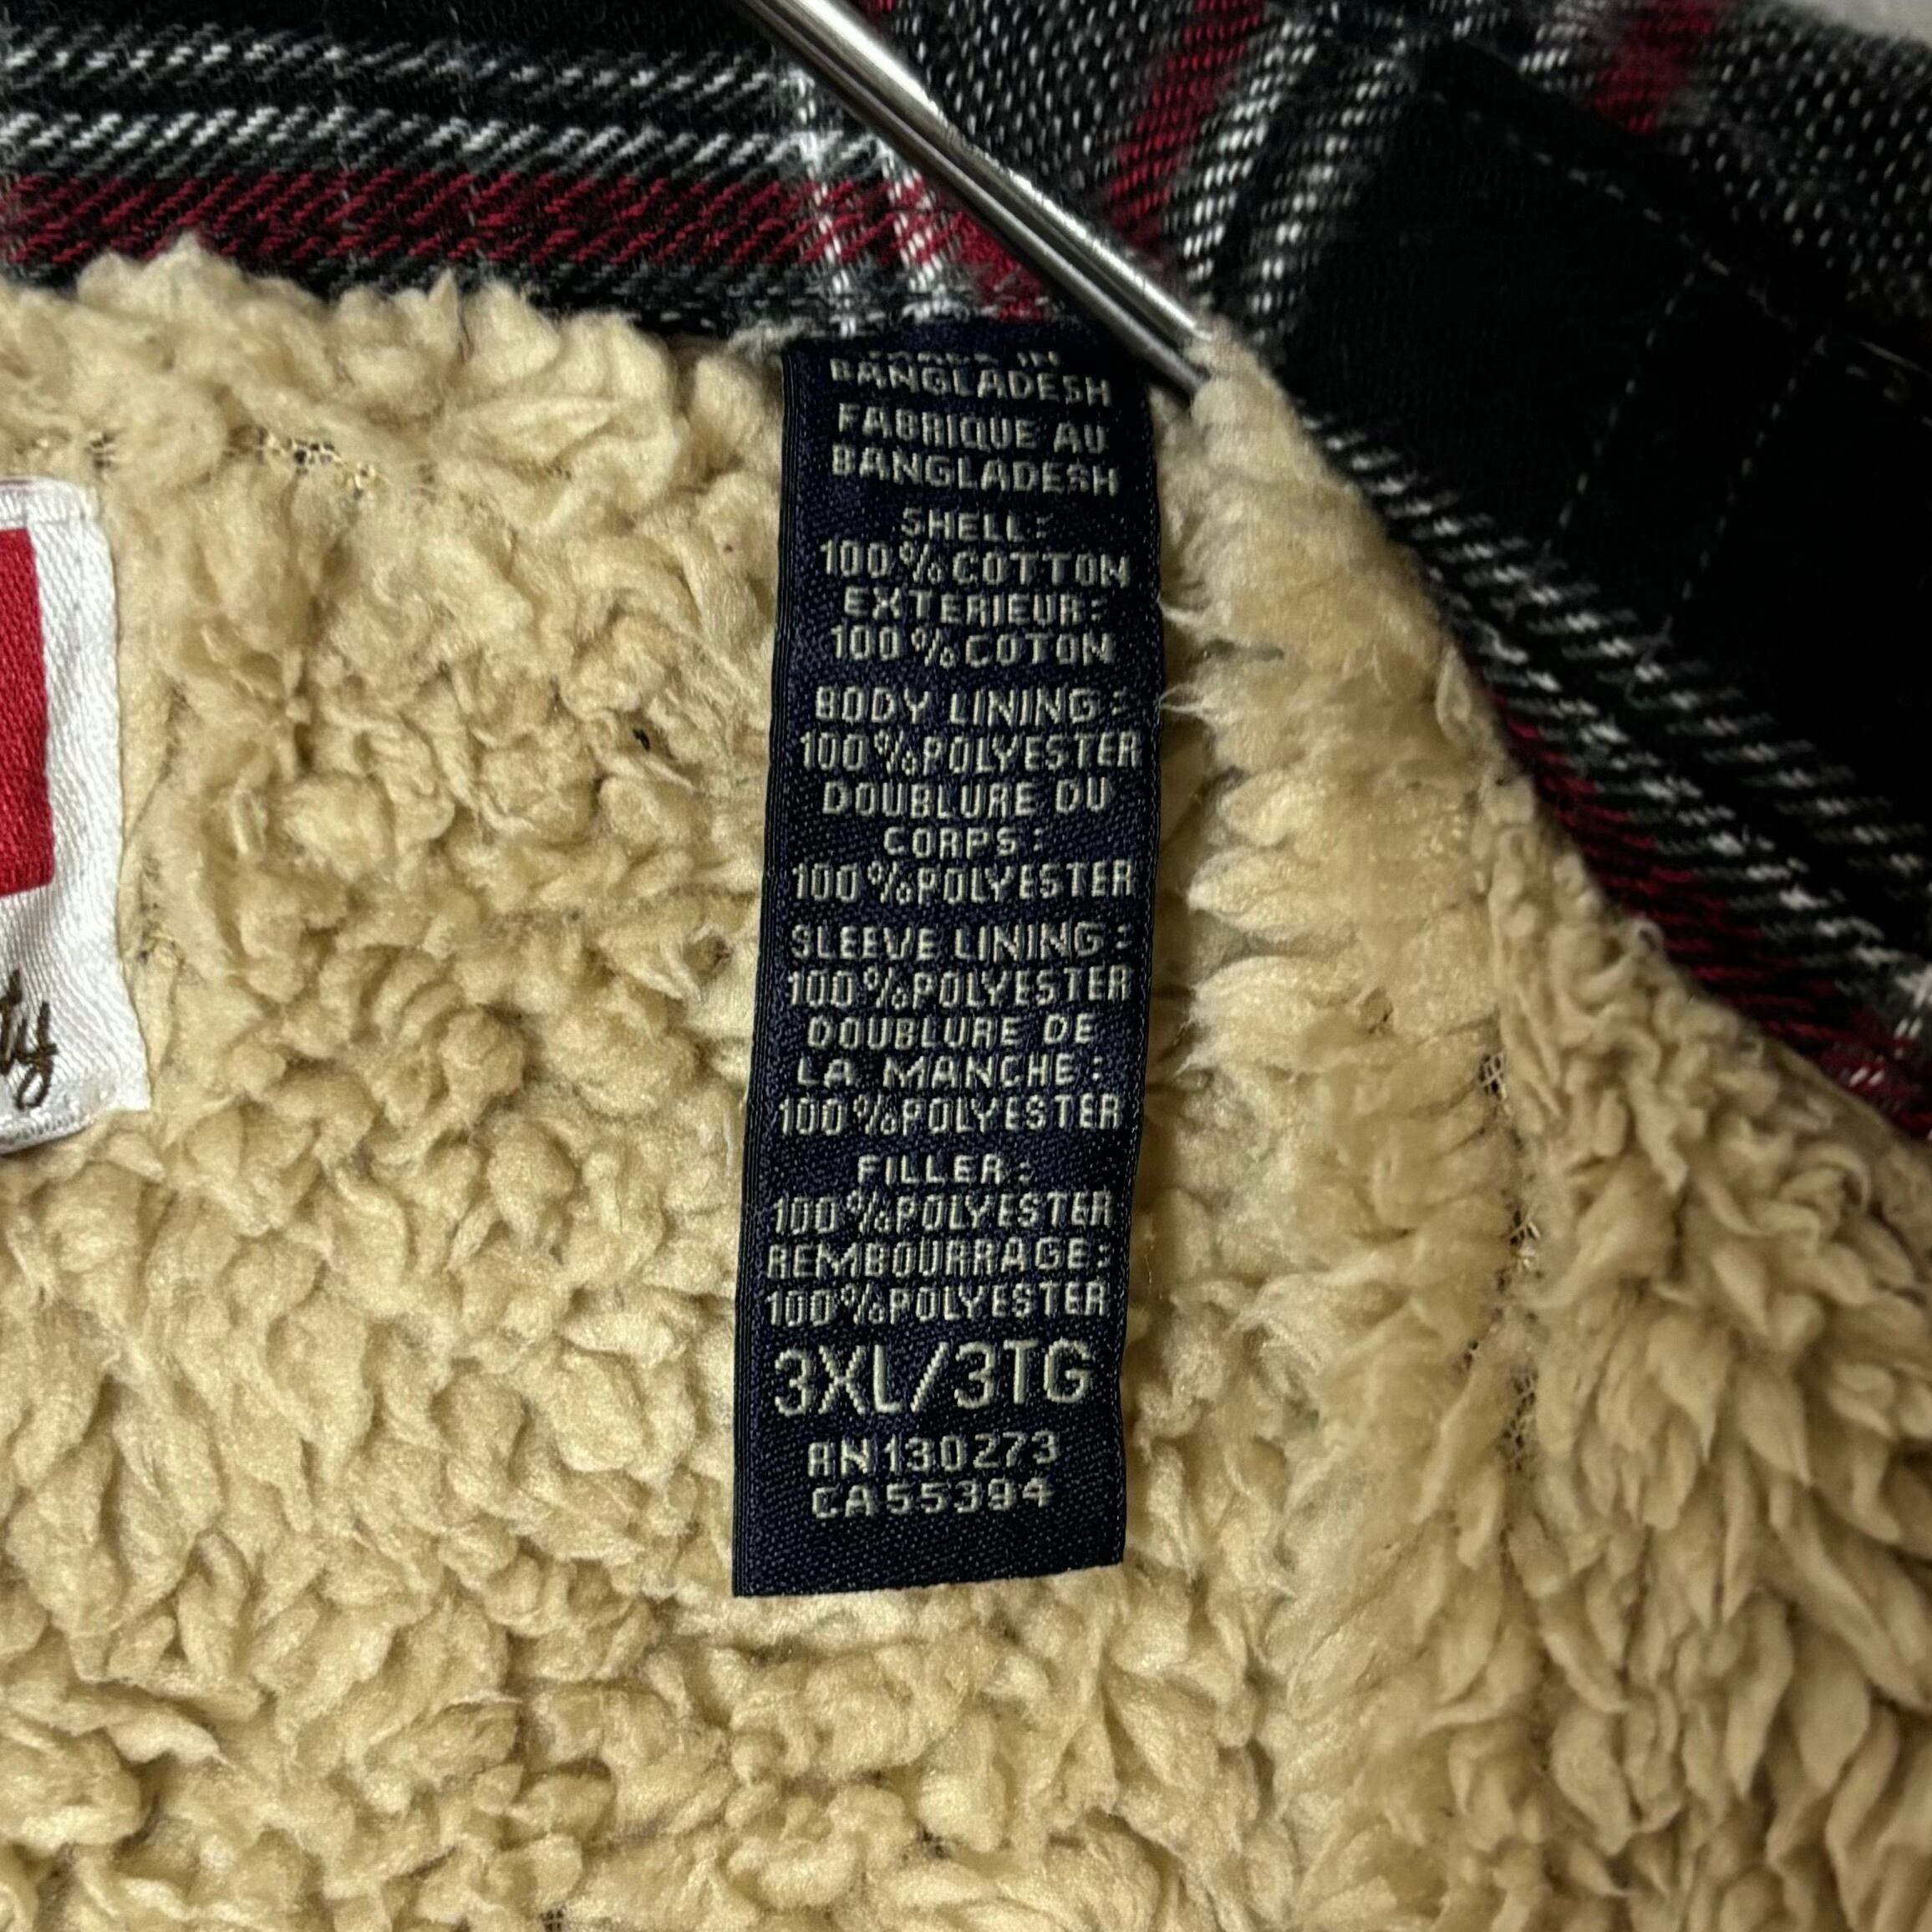 MADE IN
BANGLADESH
FABRIQUE AU
BANGLADESH
SHELL:
100%COTTON
EXTERIEUR:
100%COTON
BODY LINING:
100%POLYESTER
DOUBLURE DU
CORPS:
100%POLYESTER
SLEEVE LINING:
100%POLYESTER
DOUBLURE DE
LA MANCHE:
100%POLYESTER
FILLER:
100%POLYESTER
REMBOURRAGE:
100%POLYESTER
3XL/3TG
RN130273
CA55394